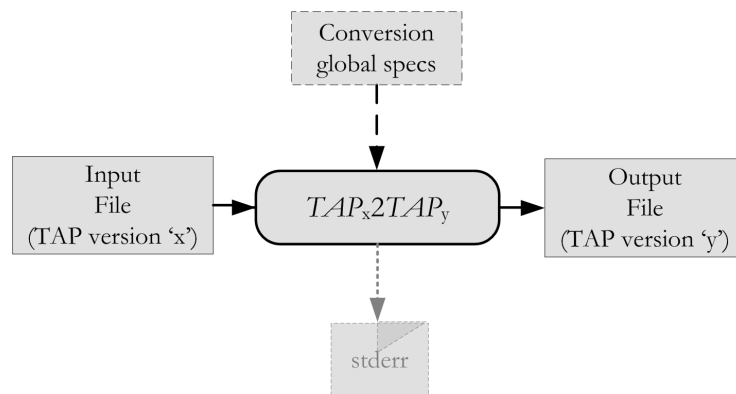 Conversion
global specs
Input
File
(TAP version ‘x’)
TAPx2TAPy
Output
File
(TAP version ‘y’)
stderr